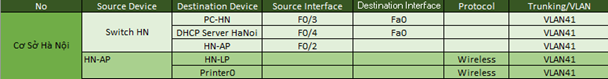 No Source Device Destination Device Source Interface Destination Interface Protocol Trunking/VLAN
Cơ Sở Hà Nội Switch HN PC-HN F0/3 Fa0 VLAN41
DHCP Server HaNoi F0/4 Fa0 VLAN41
HN-AP F0/2 VLAN41
HN-AP HN-LP Wireless VLAN41
Printer0 Wireless VLAN41